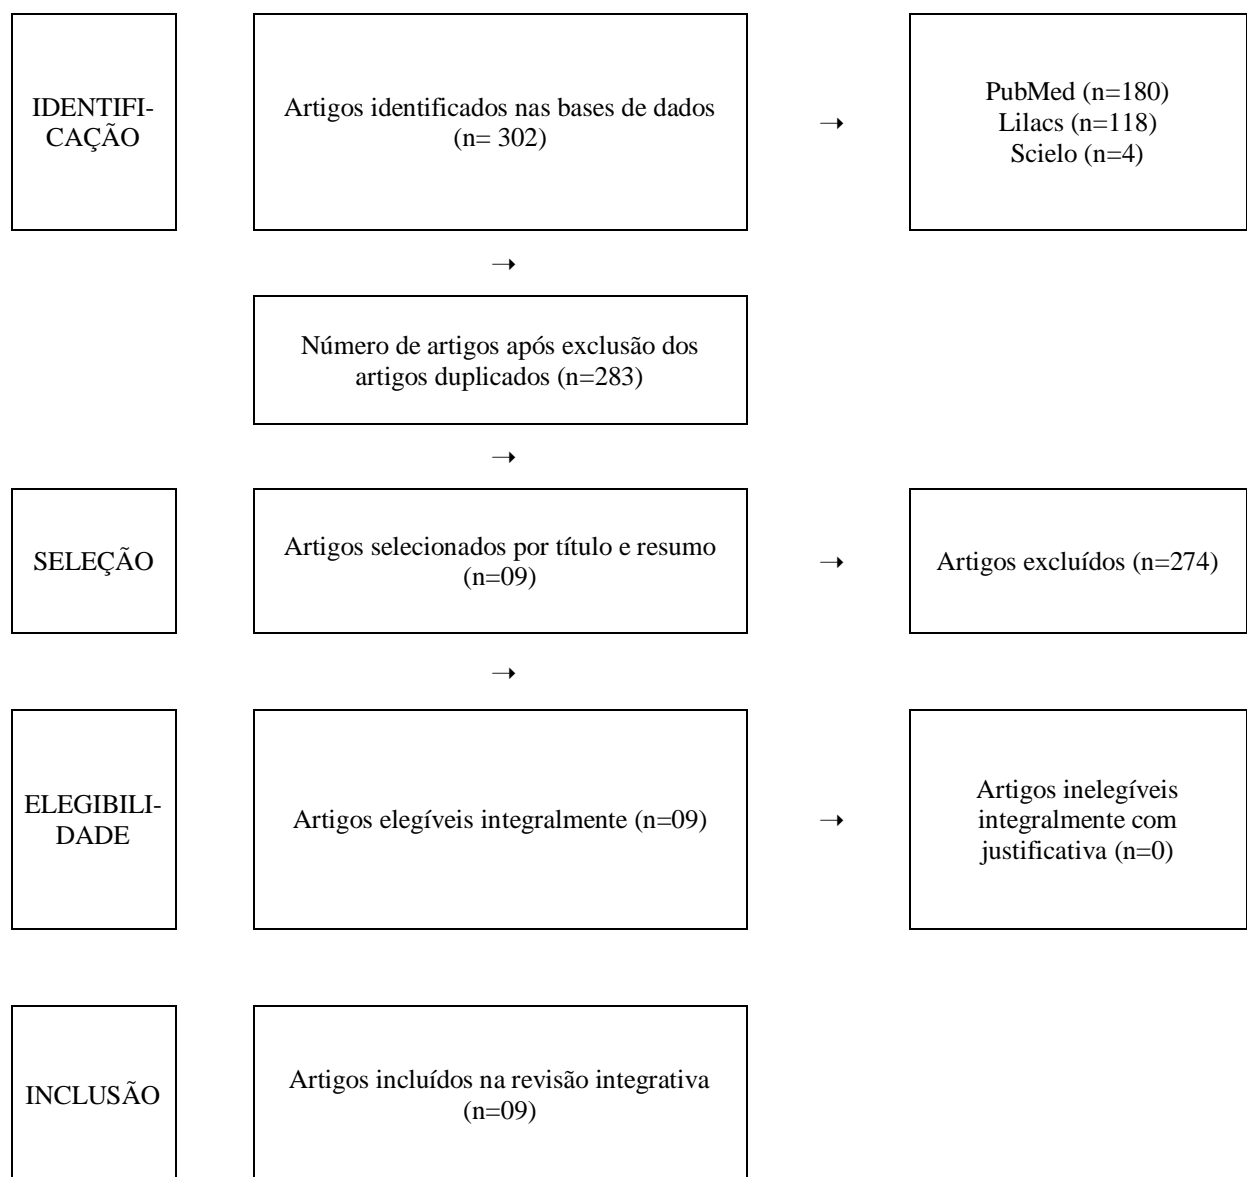 IDENTIFI-
CAÇÃO
Artigos identificados nas bases de dados
(n= 302)
→
PubMed (n=180)
Lilacs (n=118)
Scielo (n=4)
→
Número de artigos após exclusão dos
artigos duplicados (n=283)
→
SELEÇÃO
Artigos selecionados por título e resumo
(n=09)
→
Artigos excluídos (n=274)
→
ELEGIBILI-
DADE
Artigos elegíveis integralmente (n=09)
→
Artigos inelegíveis
integralmente com
justificativa (n=0)
INCLUSÃO
Artigos incluídos na revisão integrativa
(n=09)